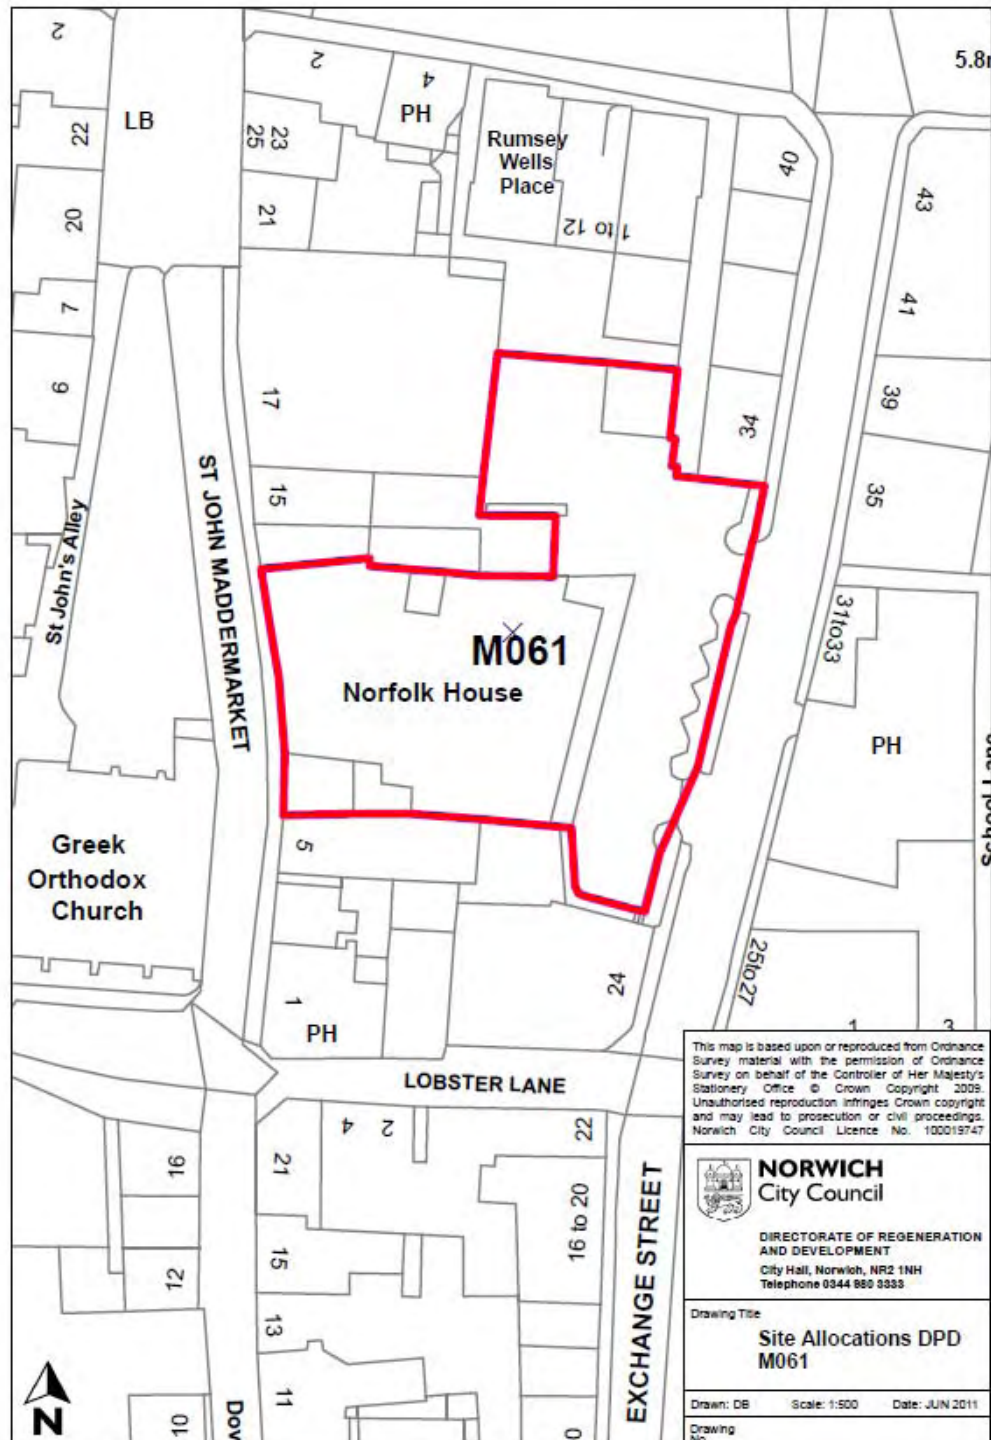 2
LB
22
20
7
6
St John's Alley
ST JOHN MADDERMARKET
Greek
Orthodox
Church
2
4
PH
23
25
21
17
15
Rumsey
Wells
Place
1 to 12
40
34
5.8
43
41
39
35
31to33
PH
M061
Norfolk House
5
1
PH
24
25to27
1
3
LOBSTER LANE
16
12
10
21
15
13
11
4
2
22
16 to 20
EXCHANGE STREET
N
This map is based upon or reproduced from Ordnance
Survey material with the permission of Ordnance
Survey on behalf of the Controller of Her Majesty's
Stationery Office © Crown Copyright 2009.
Unauthorised reproduction infringes Crown copyright
and may lead to prosecution or civil proceedings.
Norwich City Council Licence No. 100019747
NORWICH
City Council
DIRECTORATE OF REGENERATION
AND DEVELOPMENT
City Hall, Norwich, NR2 1NH
Telephone 0344 980 3333
Drawing Title
Site Allocations DPD
M061
Drawn: DB Scale: 1:500 Date: JUN 2011
Drawing